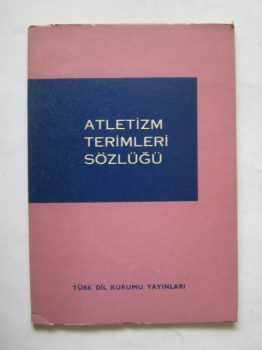 ATLETİZM
TERİMLERİ
SÖZLÜĞÜ
TÜRK DİL KURUMU YAYINLARI